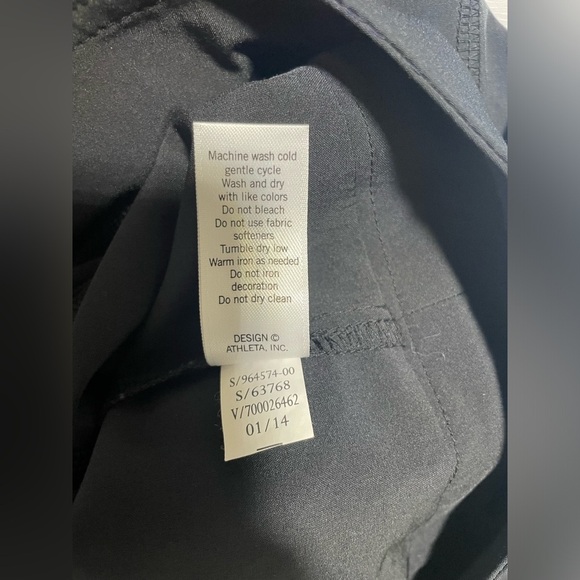 Machine wash cold
gentle cycle
Wash and dry
with like colors
Do not bleach
Do not use fabric
softeners
Tumble dry low
Warm iron as needed
Do not iron
decoration
Do not dry clean
DESIGN ©
ATHLETA, INC.
S/964574-00
S/63768
V/700026462
01/14